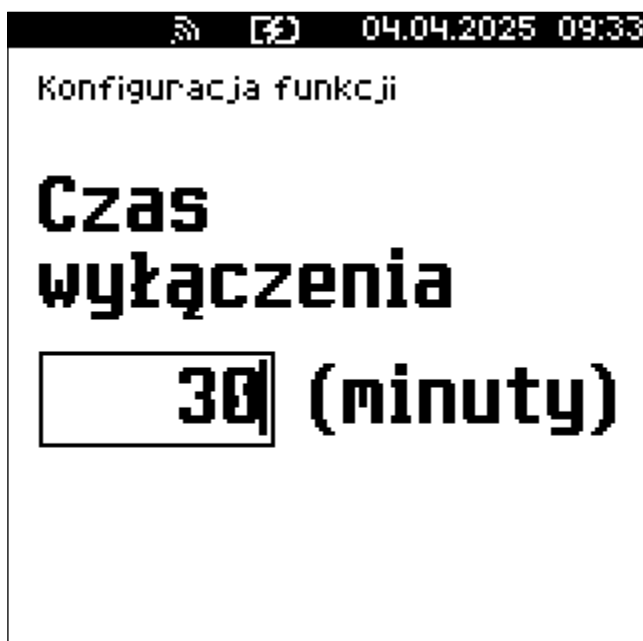 04.04.2025 09:33
Konfiguracja funkcji
Czas
wyłączenia
30 (minuty)